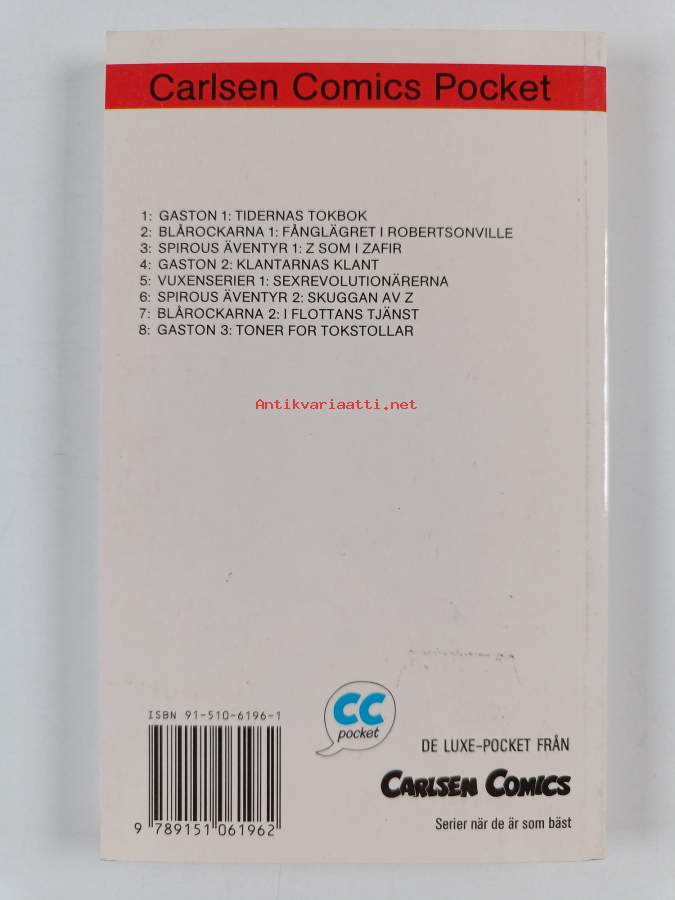 Carlsen Comics Pocket
1: GASTON 1: TIDERNAS TOKBOK
2: BLÅROCKARNA 1: FÅNGLÄGRET I ROBERTSONVILLE
3: SPIROUS ÄVENTYR 1: Z SOM I ZAFIR
4: GASTON 2: KLANTARNAS KLANT
5: VUXENSERIER 1: SEXREVOLUTIONÄRERNA
6: SPIROUS ÄVENTYR 2: SKUGGAN AV Z
7: BLÅROCKARNA 2: I FLOTTANS TJÄNST
8: GASTON 3: TONER FOR TOKSTOLLAR
Antikvariaatti.net
ISBN 91-510-6196-1
9 789151 061962
CC
pocket
DE LUXE-POCKET FRÅN
CARLSEN COMICS
Serier när de är som bäst